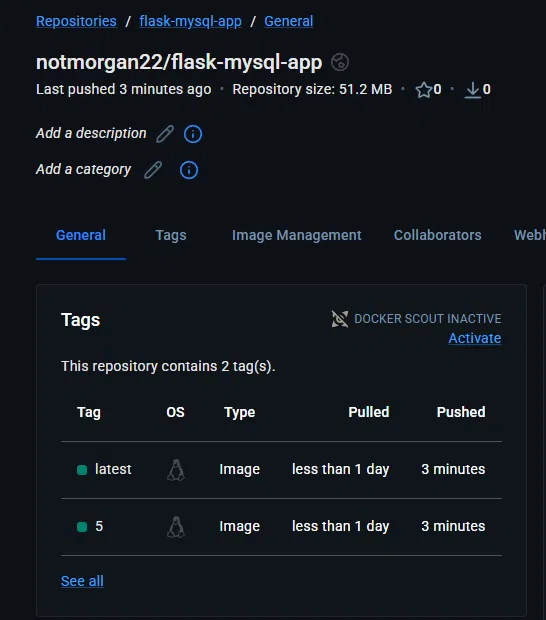 Repositories / flask-mysql-app / General
notmorgan22/flask-mysql-app
Last pushed 3 minutes ago • Repository size: 51.2 MB • 0 • 0
Add a description
Add a category
General Tags Image Management Collaborators Webh
Tags DOCKER SCOUT INACTIVE
Activate
This repository contains 2 tag(s).
Tag OS Type Pulled Pushed
latest Image less than 1 day 3 minutes
5 Image less than 1 day 3 minutes
See all